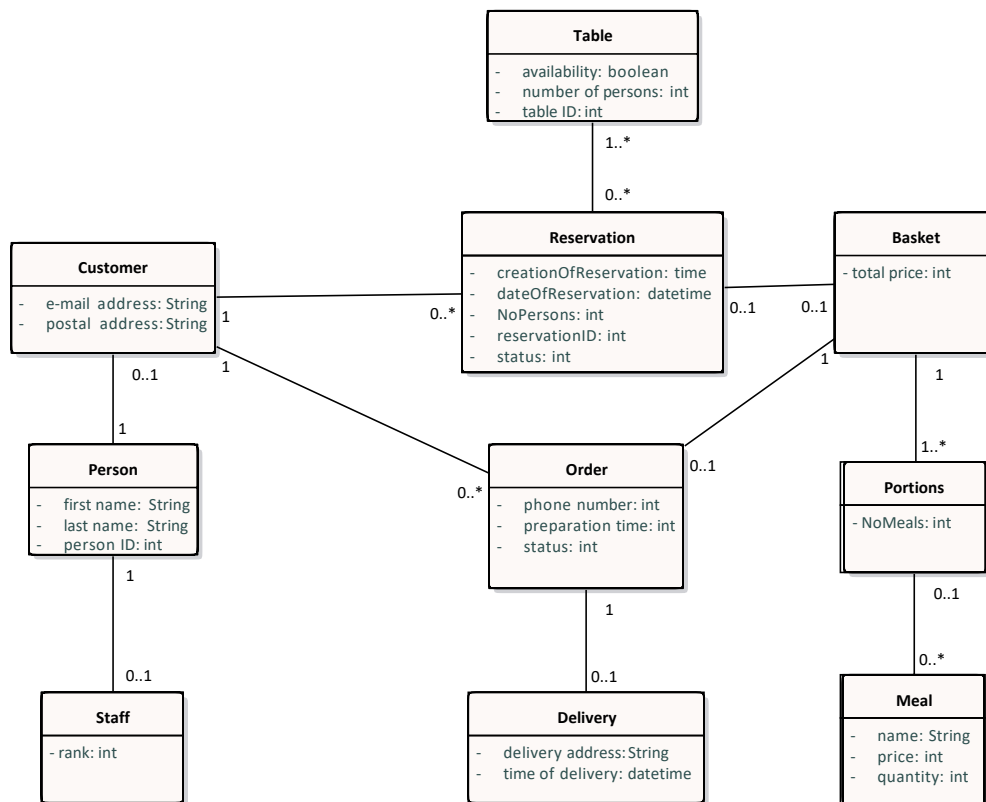 Table
- availability: boolean
- number of persons: int
- table ID: int
1..*
0..*
Reservation
- creationOfReservation: time
- dateOfReservation: datetime
- NoPersons: int
- reservationID: int
- status: int
Basket
- total price: int
Customer
- e-mail address: String
- postal address: String
1
0..*
0..1
0..1
0..1
1
1
1
1
0..1
0..*
1..*
Person
- first name: String
- last name: String
- person ID: int
Order
- phone number: int
- preparation time: int
- status: int
Portions
- NoMeals: int
1
1
0..1
0..1
0..1
0..*
Staff
- rank: int
Delivery
- delivery address: String
- time of delivery: datetime
Meal
- name: String
- price: int
- quantity: int